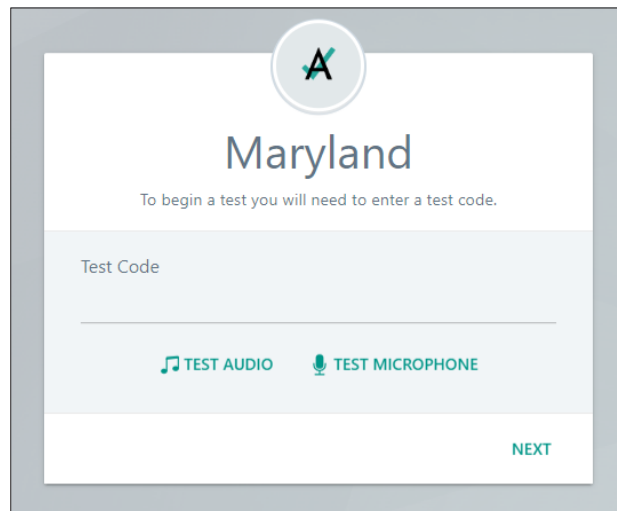 Maryland
To begin a test you will need to enter a test code.
Test Code
TEST AUDIO TEST MICROPHONE
NEXT